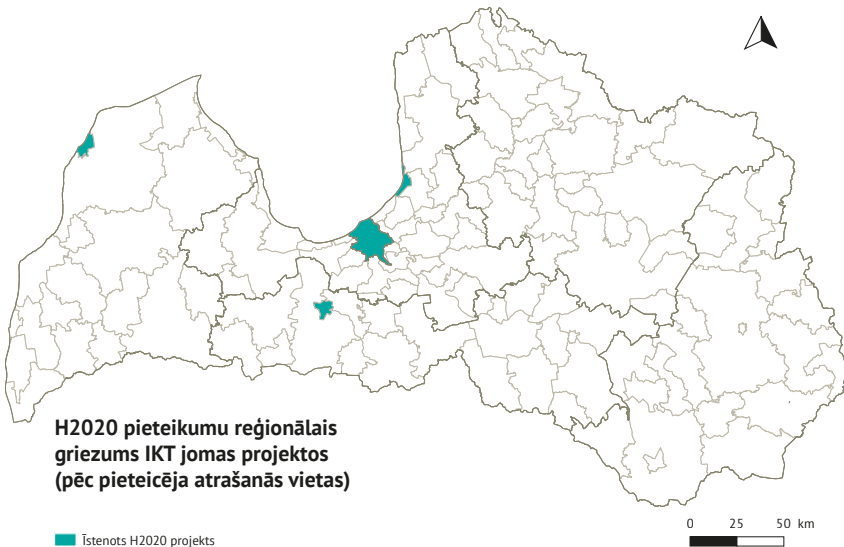 H2020 pieteikumu reģionālais
griezums IKT jomas projektos
(pēc pieteicēja atrašanās vietas)
Īstenots H2020 projekts
0 25 50 km